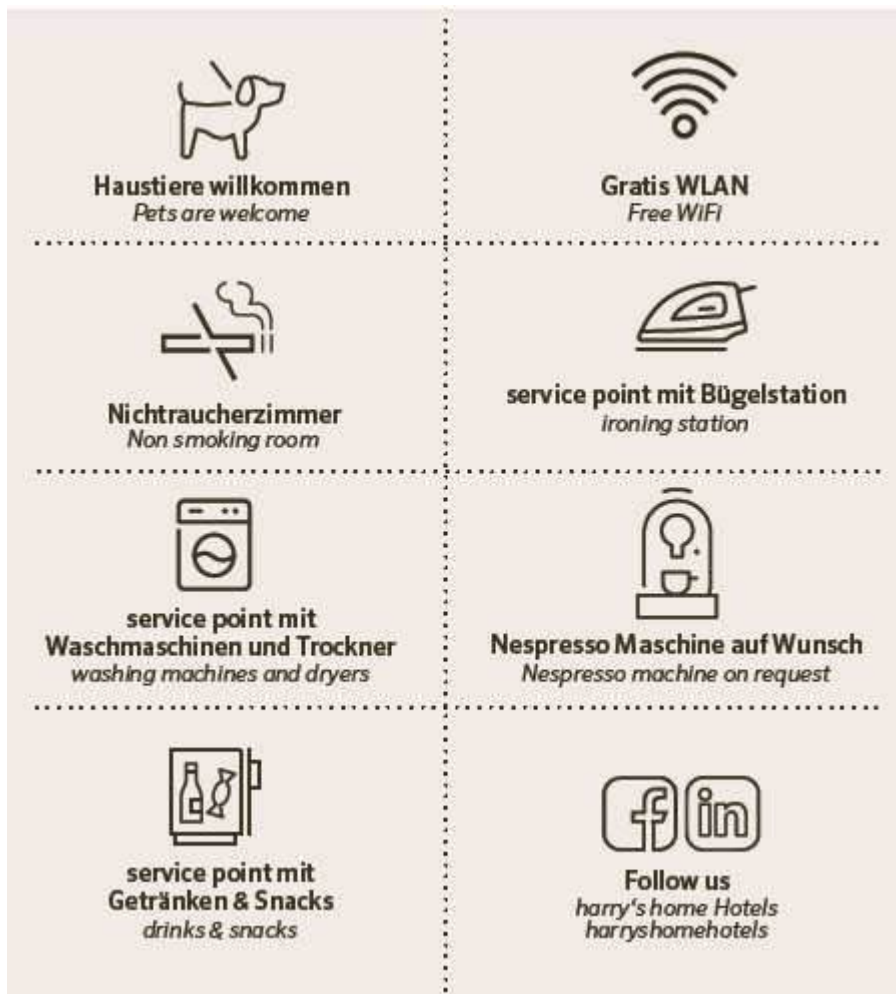 Haustiere willkommen
Pets are welcome
Gratis WLAN
Free WiFi
Nichtraucherzimmer
Non smoking room
service point mit Bügelstation
ironing station
service point mit
Waschmaschinen und Trockner
washing machines and dryers
Nespresso Maschine auf Wunsch
Nespresso machine on request
service point mit
Getränken & Snacks
drinks & snacks
f in
Follow us
harry's home Hotels
harryshomehotels